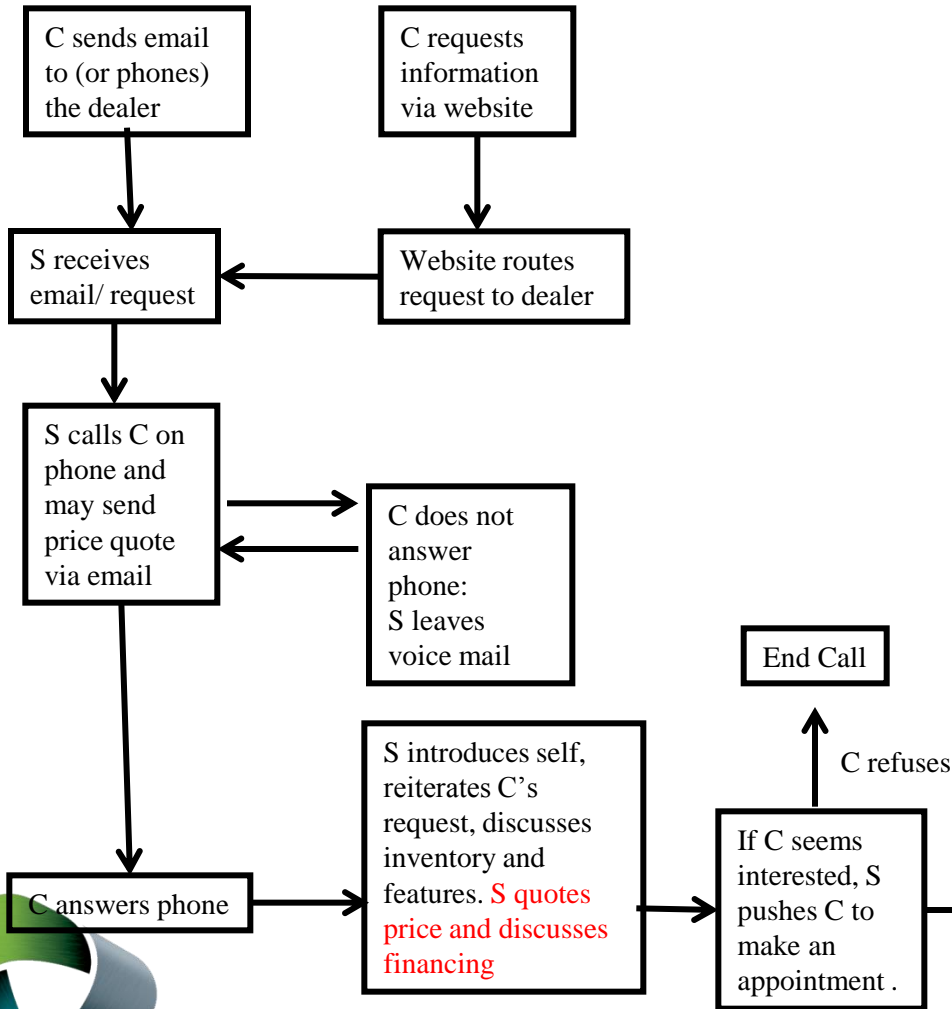 C sends email
to (or phones)
the dealer
C requests
information
via website
S receives
email/ request
Website routes
request to dealer
S calls C on
phone and
may send
price quote
via email
C does not
answer
phone:
S leaves
voice mail
End Call
C refuses
C answers phone
S introduces self,
reiterates C’s
request, discusses
inventory and
features. S quotes
price and discusses
financing
If C seems
interested, S
pushes C to
make an
appointment .